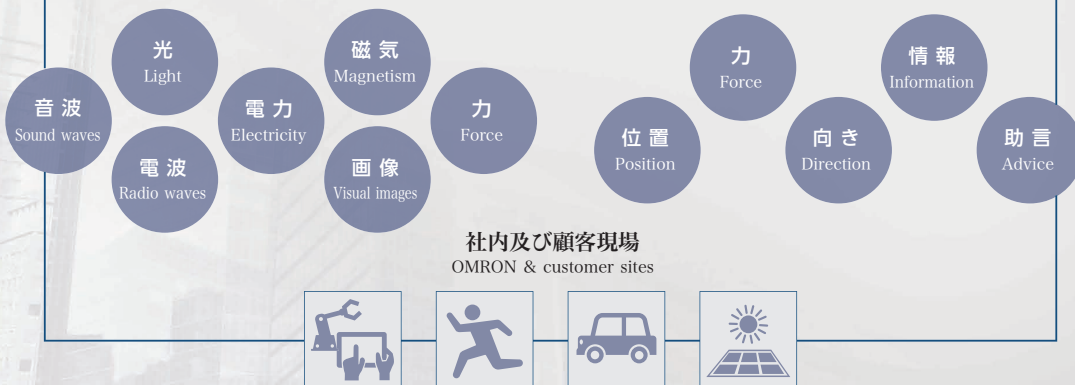 音波
Sound waves
光
Light
電波
Radio waves
電力
Electricity
磁気
Magnetism
画像
Visual images
力
Force
位置
Position
力
Force
向き
Direction
情報
Information
助言
Advice
社内及び顧客現場
OMRON & customer sites